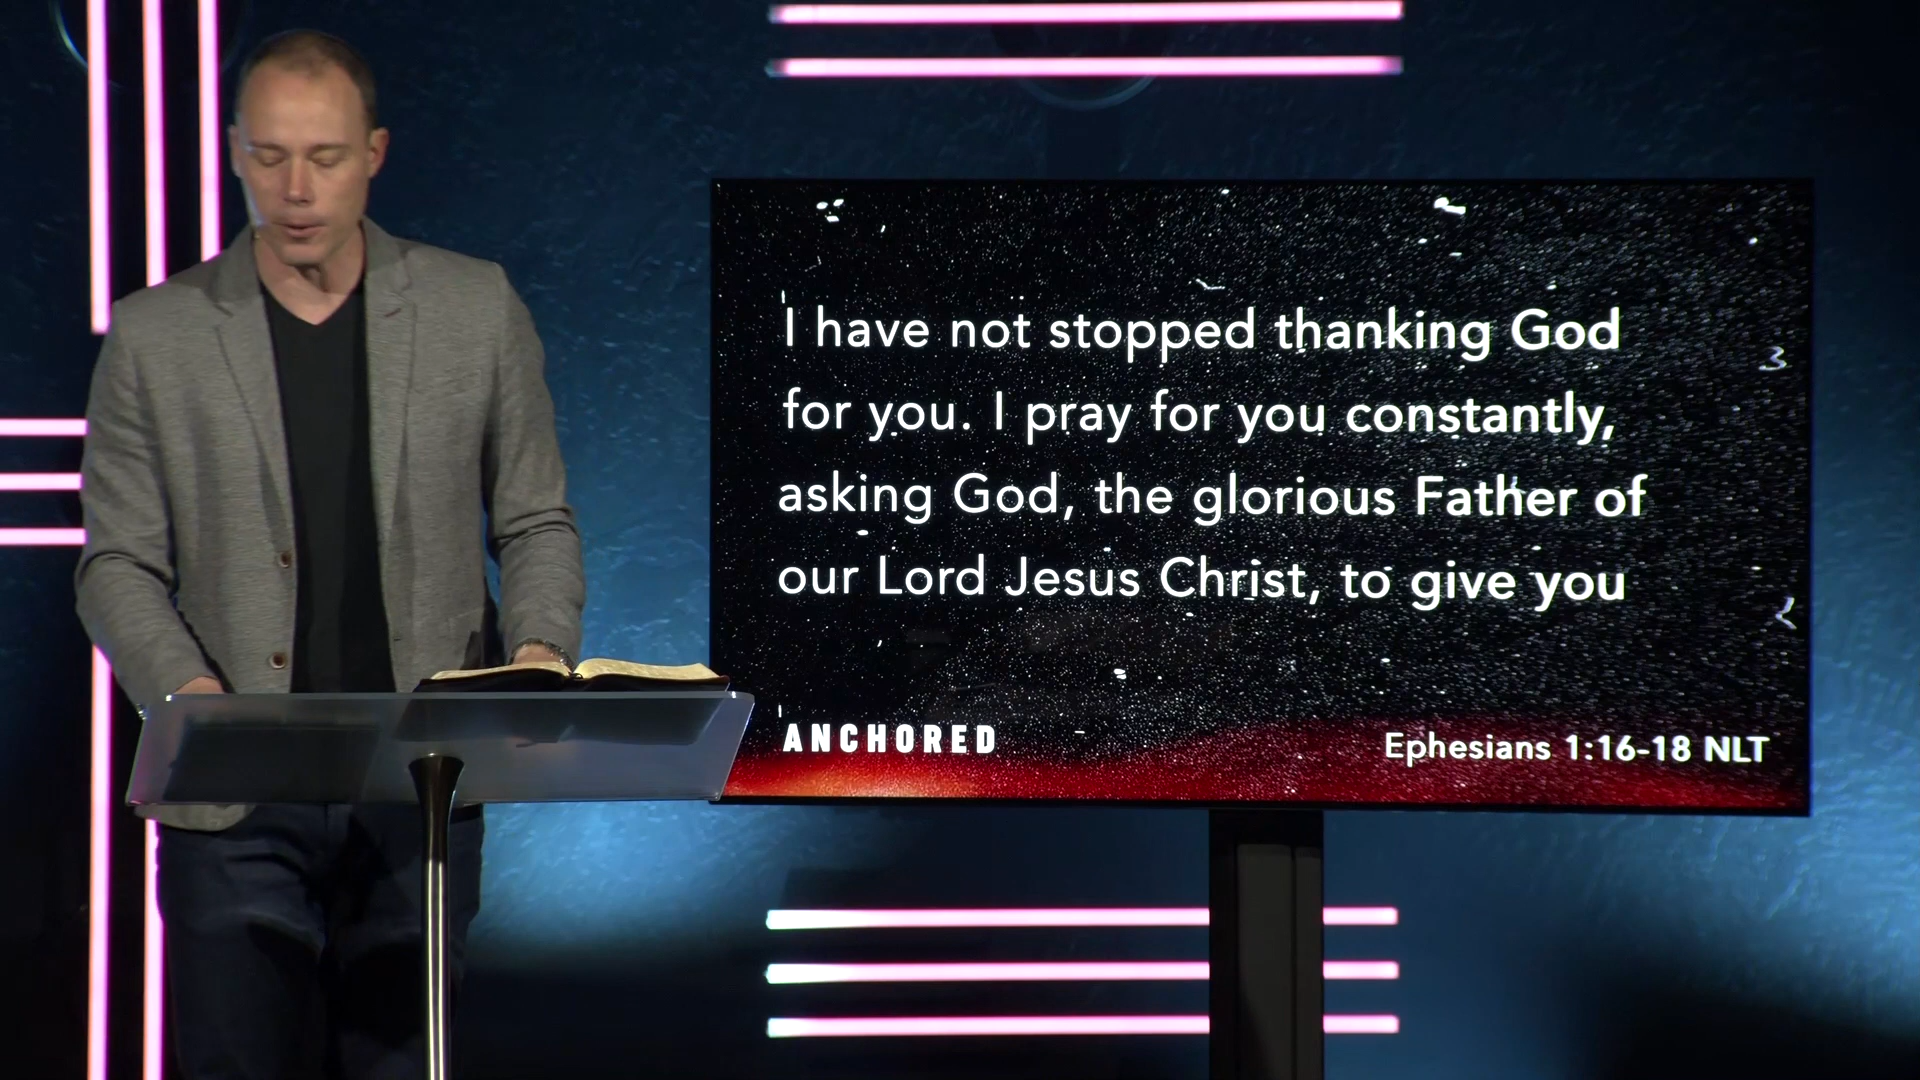 I have not stopped thanking God
for you. I pray for you constantly,
asking God, the glorious Father of
our Lord Jesus Christ, to give you
ANCHORED
Ephesians 1:16-18 NLT